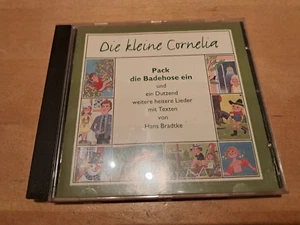 Die kleine Cornelia
Pack
die Badehose ein
und
ein Dutzend
weitere heitere Lieder
mit Texten
von
Hans Bradtke